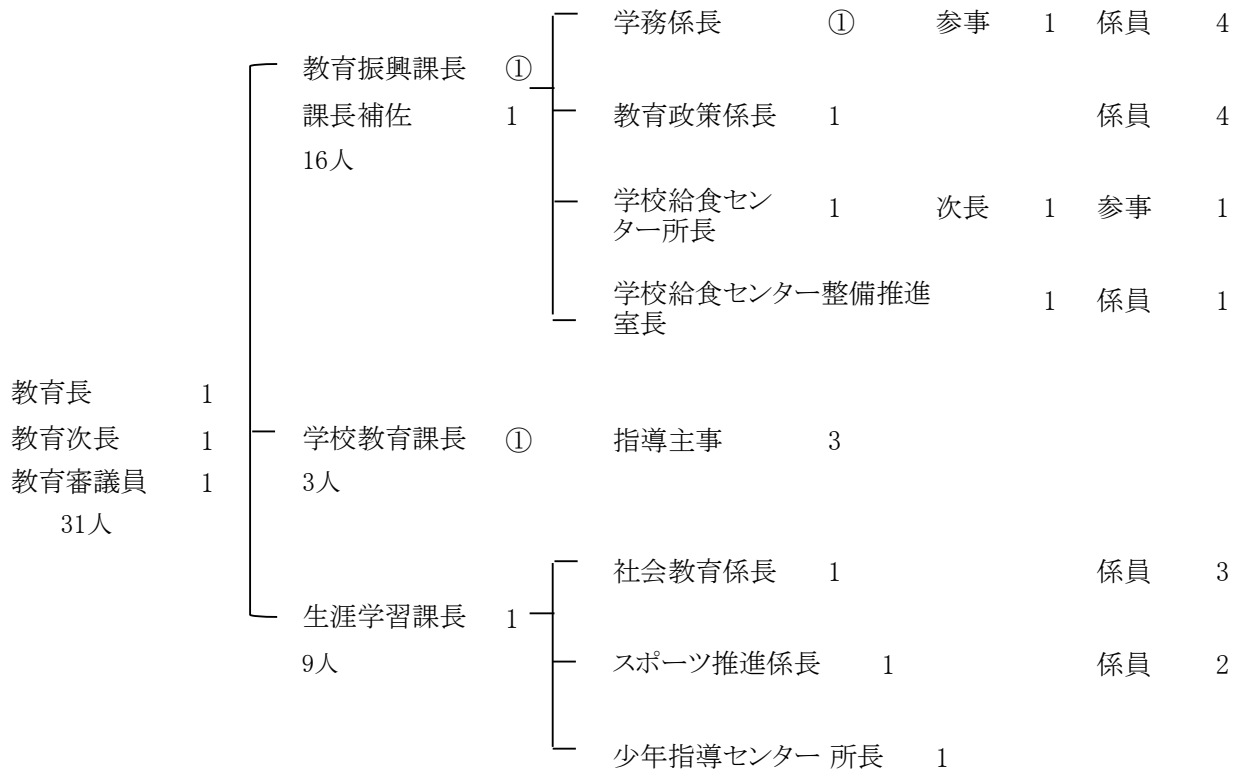 学務係長 ① 参事 1 係員 4
教育振興課長 ①
課長補佐 1 教育政策係長 1 係員 4
16人
学校給食セン
ター所長 1 次長 1 参事 1
学校給食センター整備推進
室長 1 係員 1
教育長 1
教育次長 1 学校教育課長 ① 指導主事 3
教育審議員 1 3人
31人
社会教育係長 1 係員 3
生涯学習課長 1
9人 スポーツ推進係長 1 係員 2
少年指導センター 所長 1